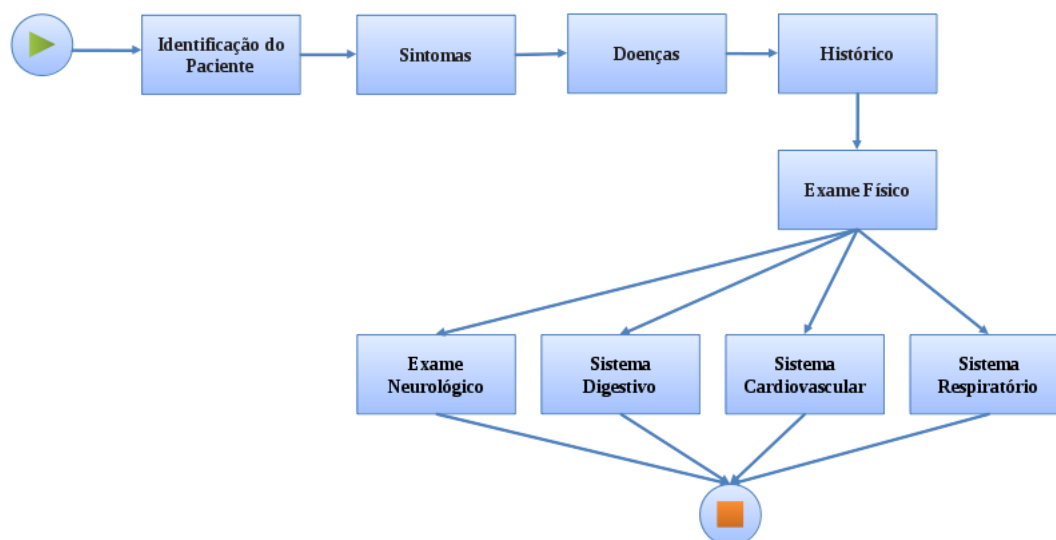 Identificação do
Paciente
Sintomas
Doenças
Histórico
Exame Físico
Exame
Neurológico
Sistema
Digestivo
Sistema
Cardiovascular
Sistema
Respiratório